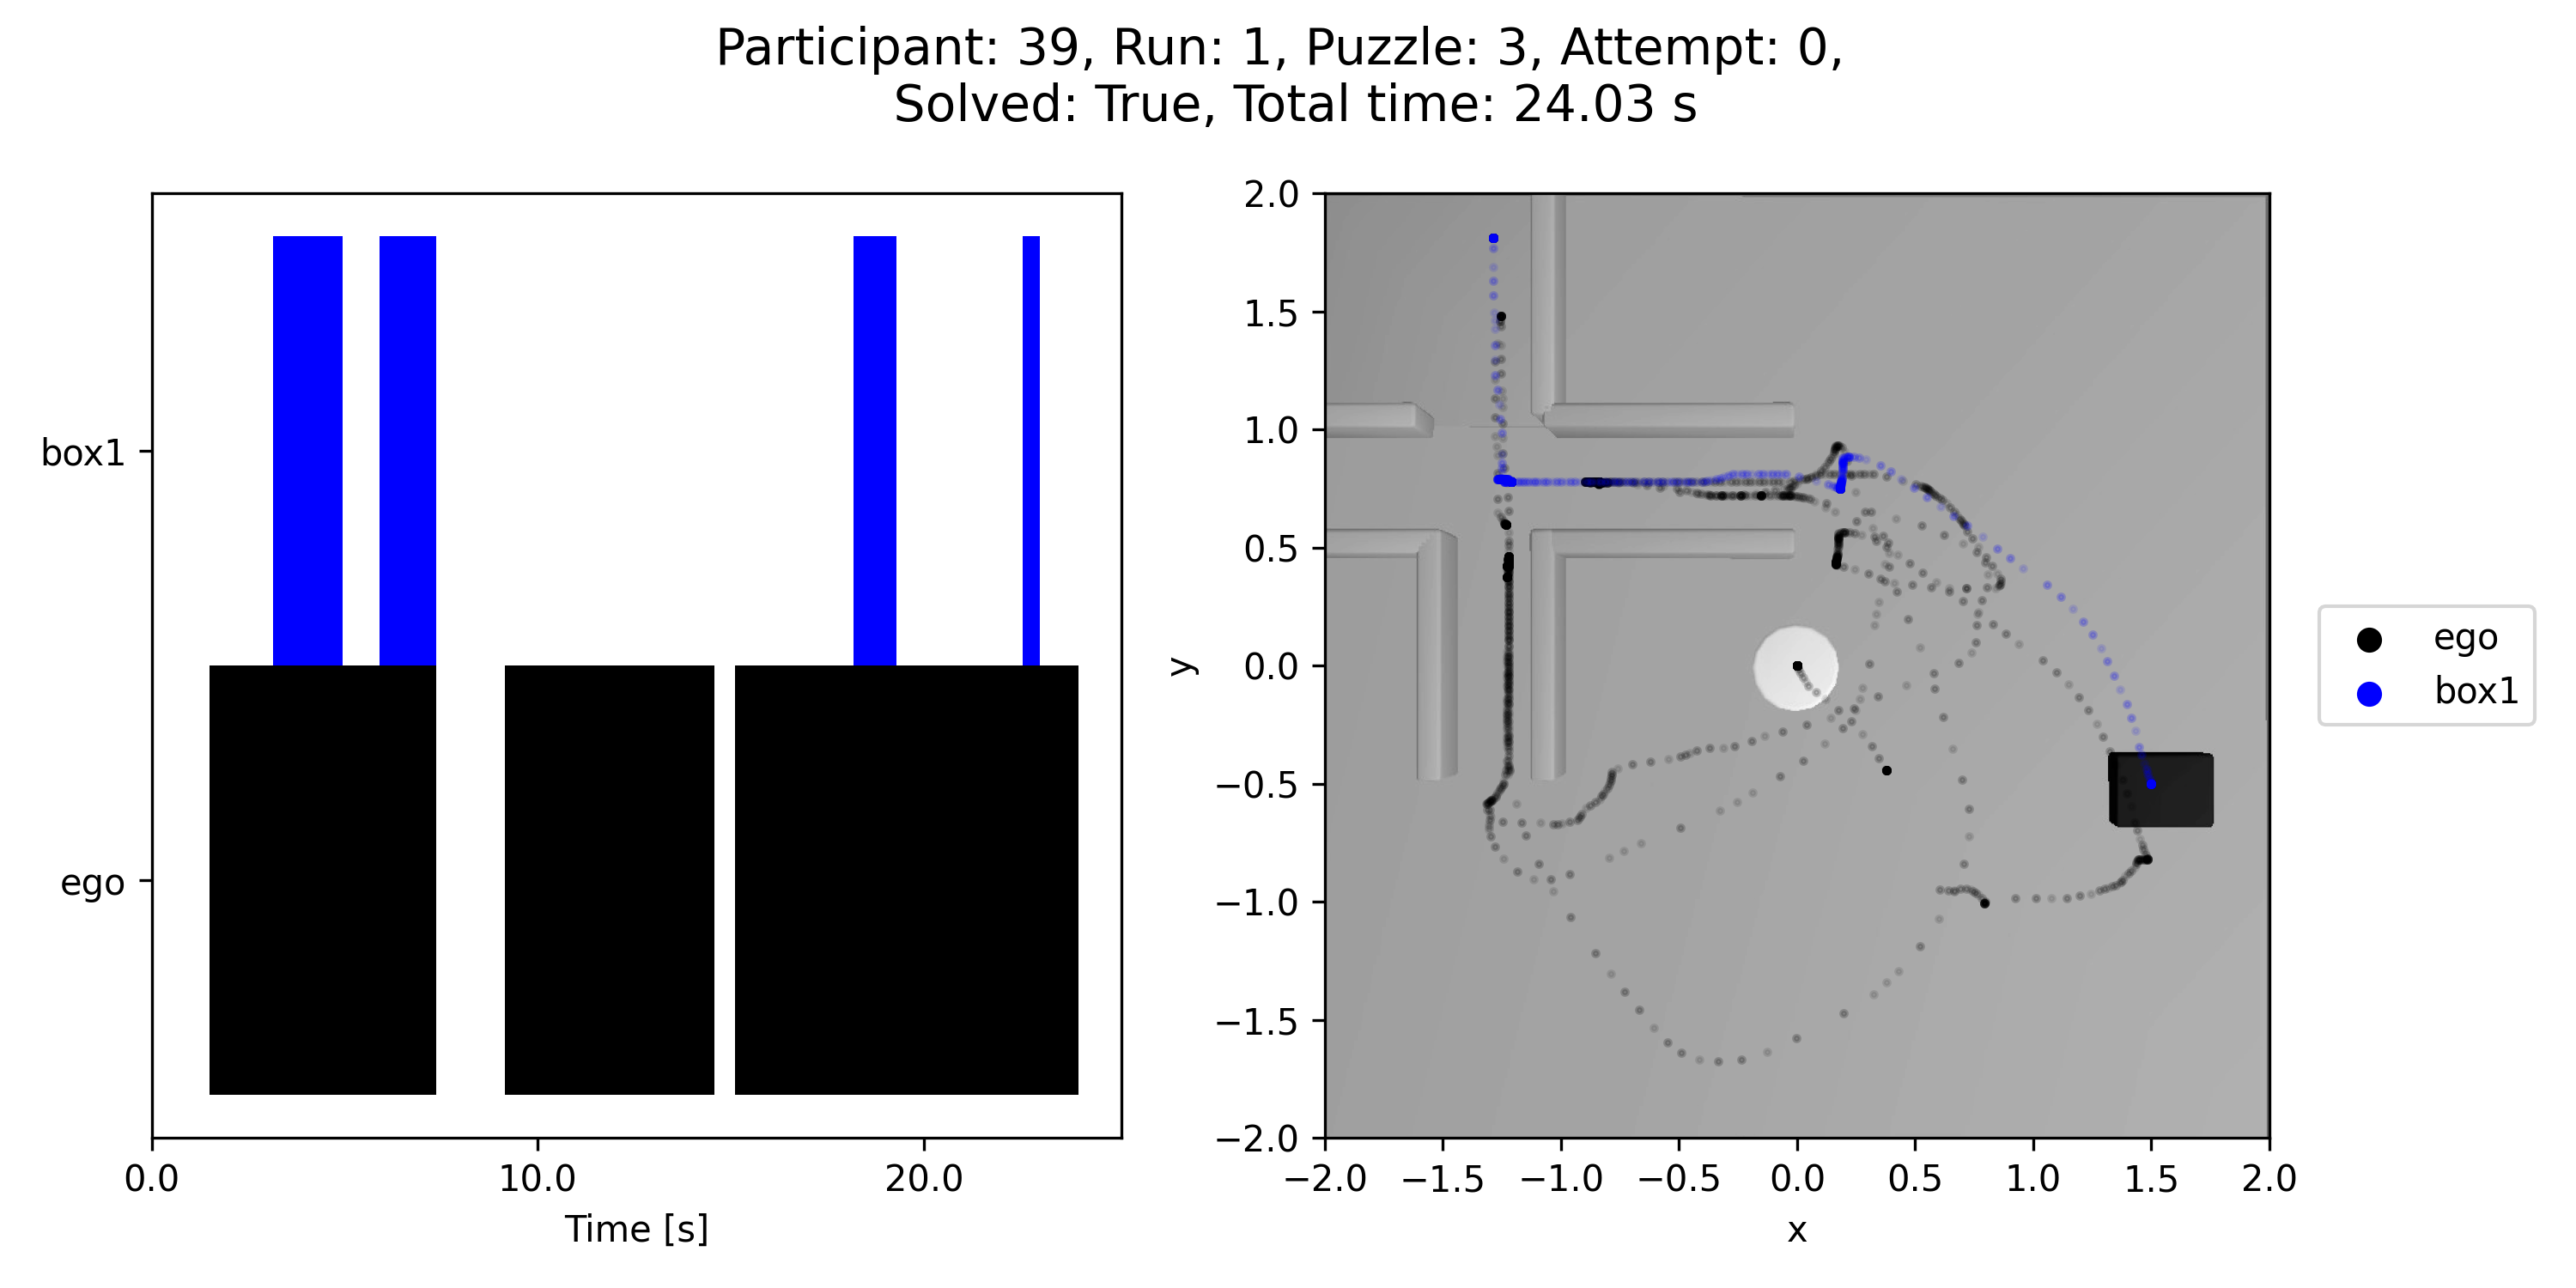 Participant: 39, Run: 1, Puzzle: 3, Attempt: 0,
Solved: True, Total time: 24.03 s
box1
ego
0.0
10.0
20.0
Time [s]
2.0
1.5
1.0
0.5
0.0
−0.5
−1.0
−1.5
−2.0
y
−2.0
−1.5
−1.0
−0.5
0.0
0.5
1.0
1.5
2.0
x
ego
box1